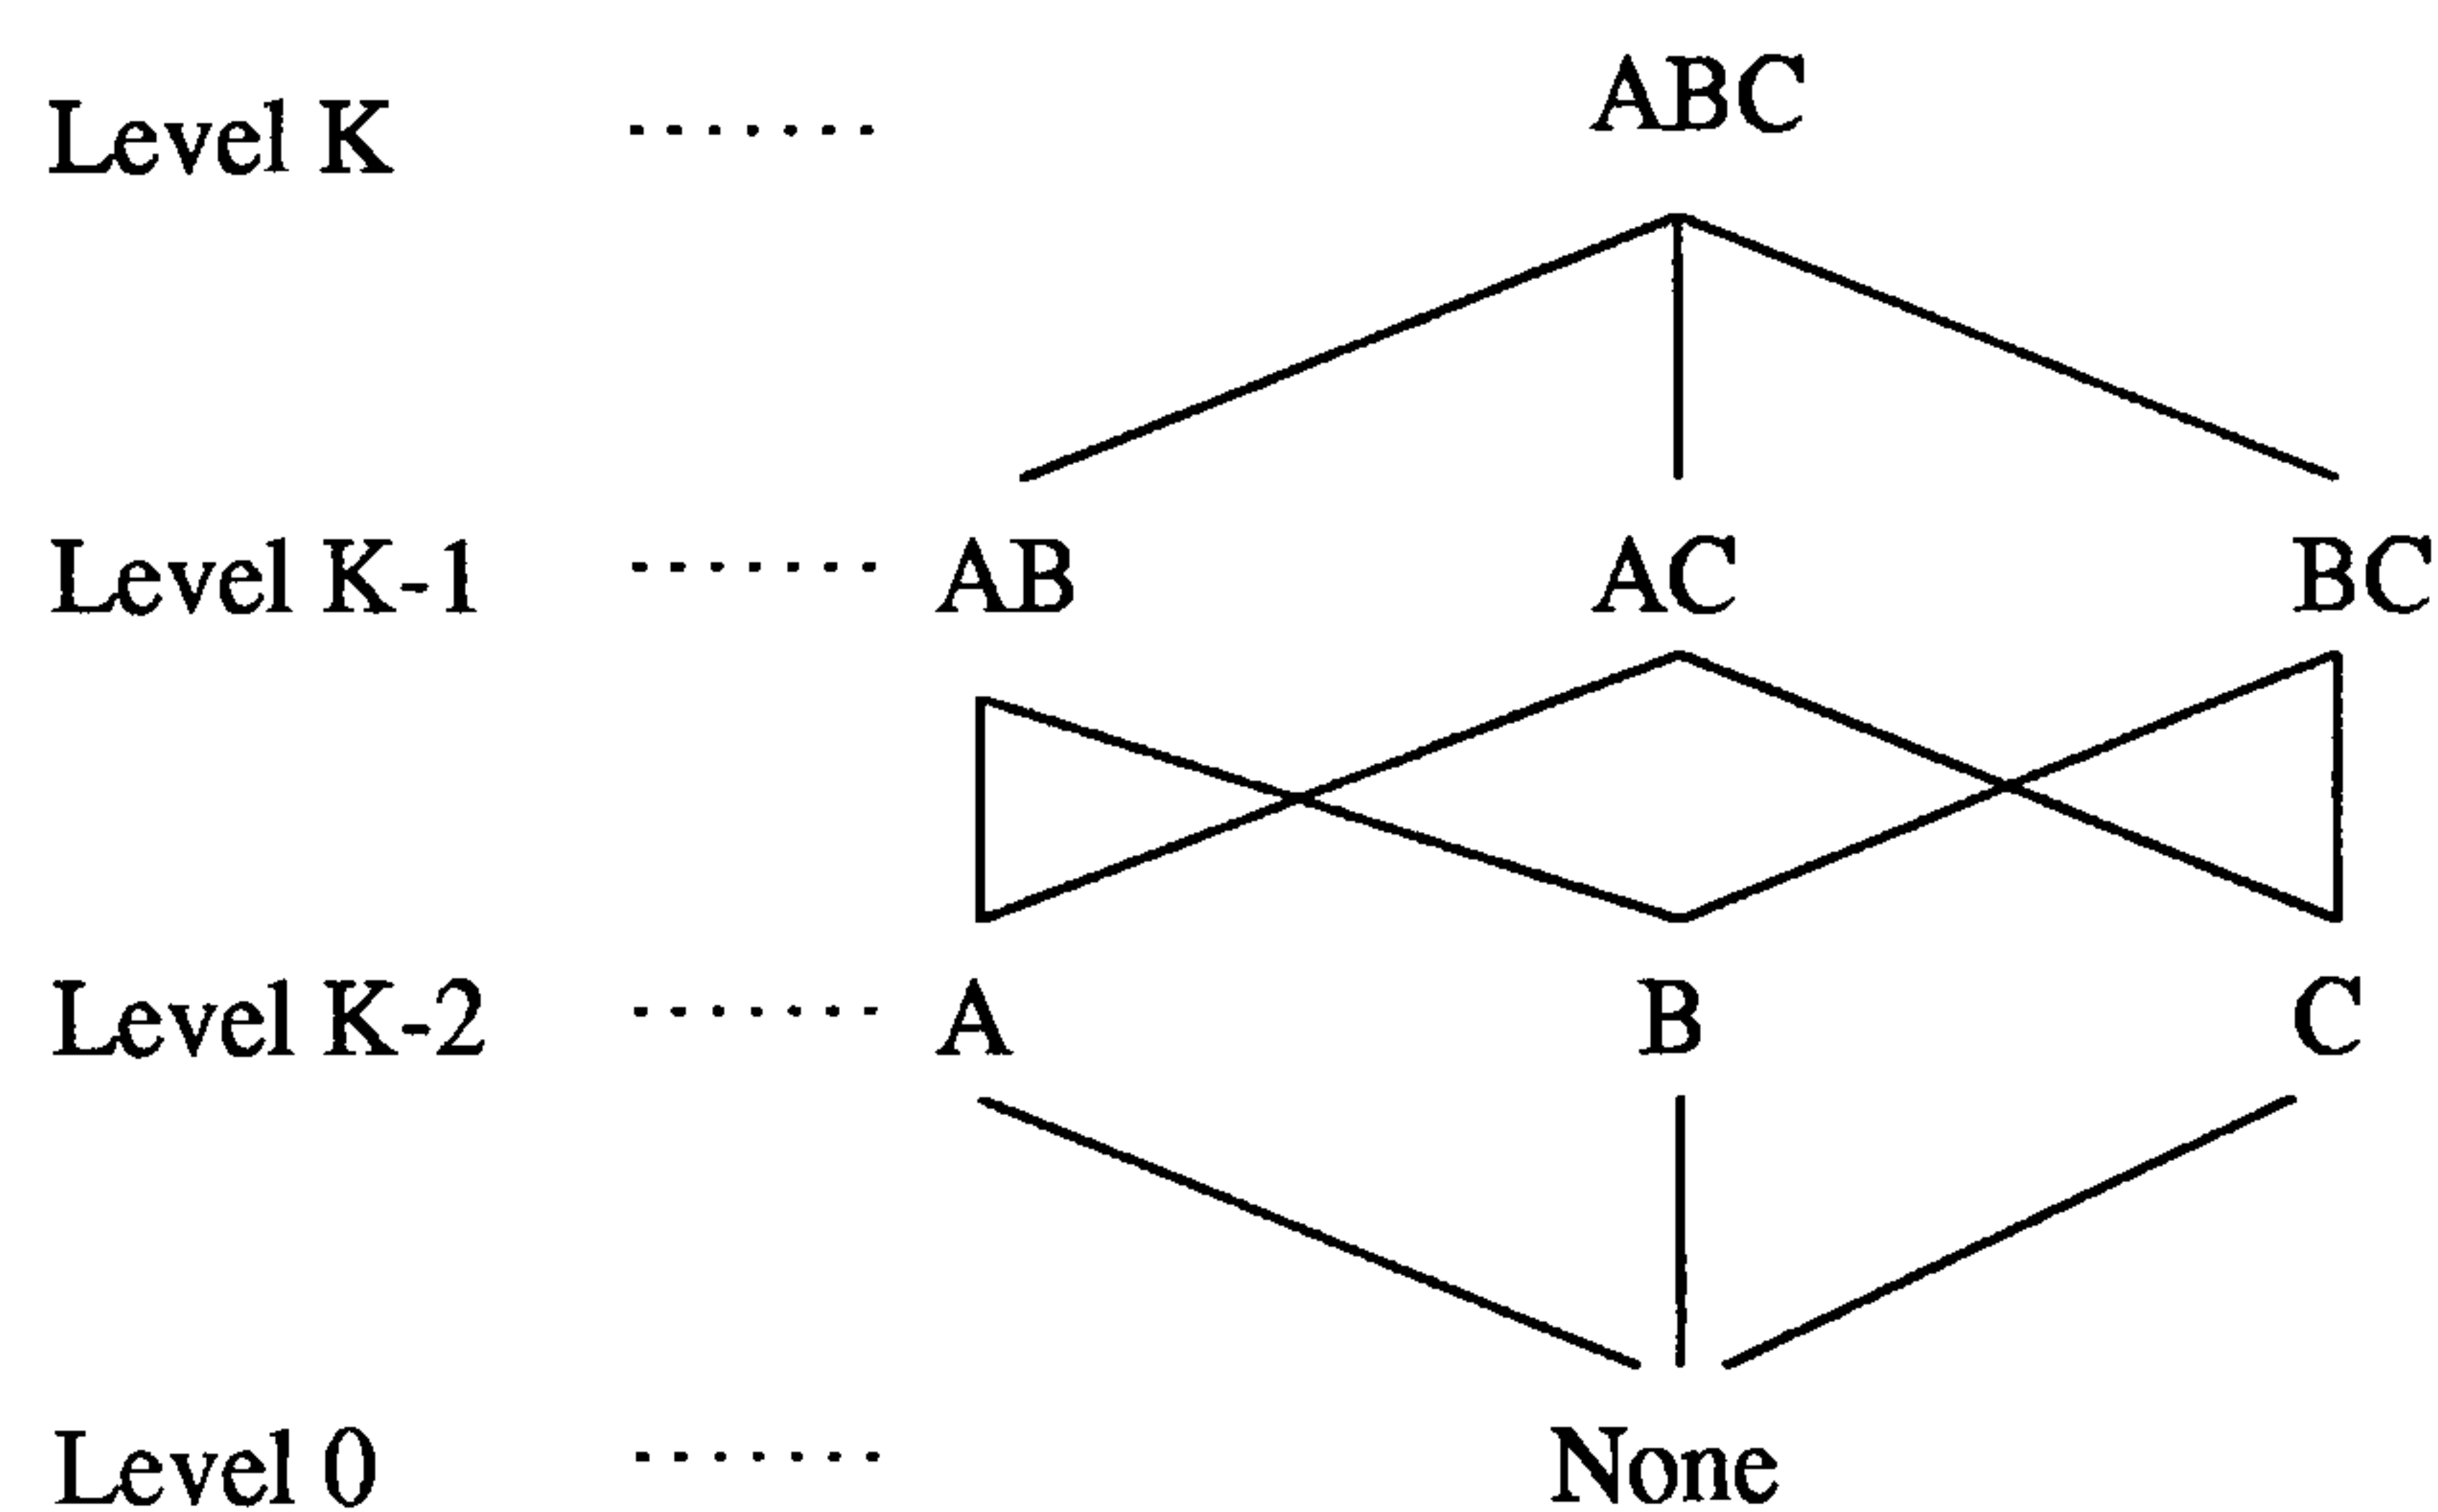 Level K ....... ABC
Level K-1 ....... AB AC BC
Level K-2 ....... A B C
Level 0 ....... None